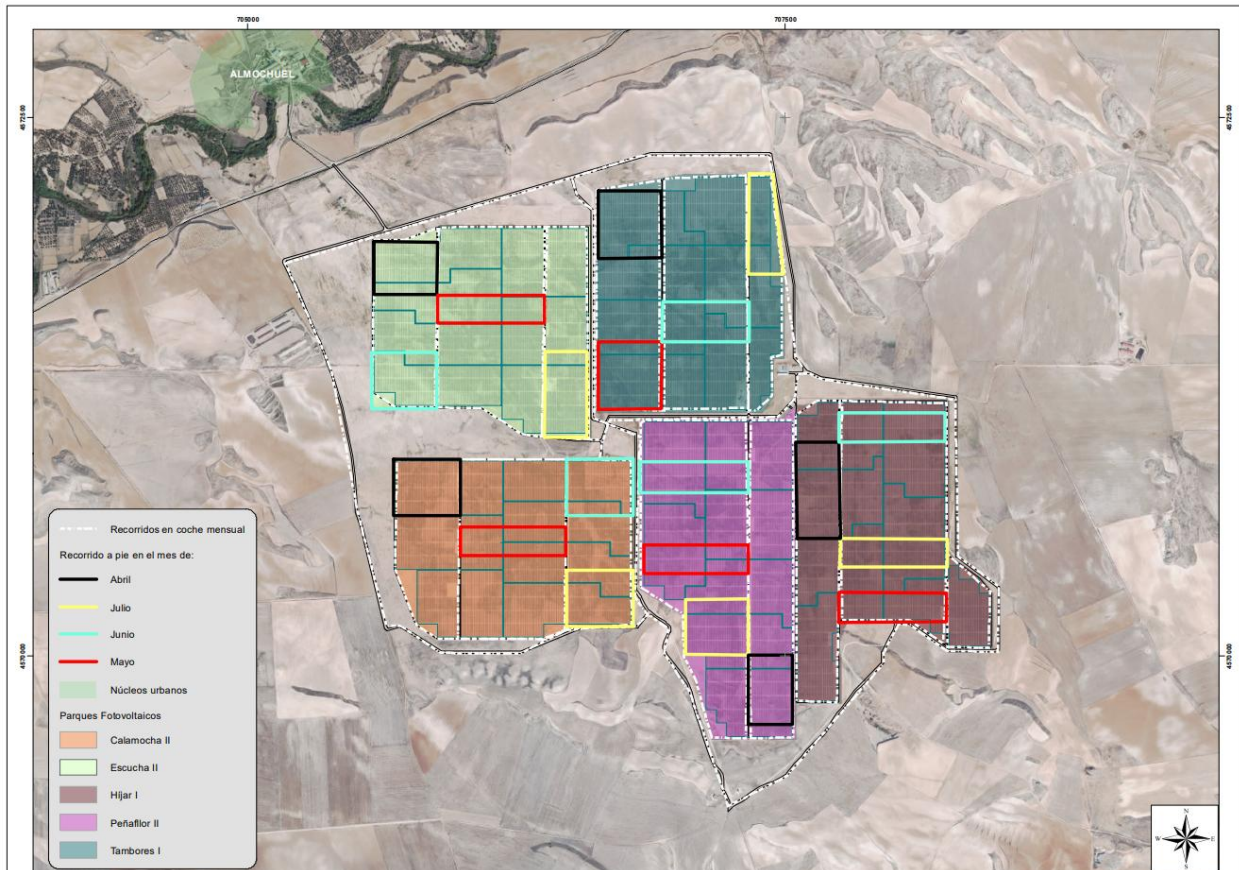 705000
707500
4572500
4572500
ALMOCHUEL
4570000
4570000
Recorridos en coche mensual
Recorrido a pie en el mes de:
Abril
Julio
Junio
Mayo
Núcleos urbanos
Parques Fotovoltaicos
Calamocha II
Escucha II
Híjar I
Peñaflor II
Tambores I
N
W
E
S